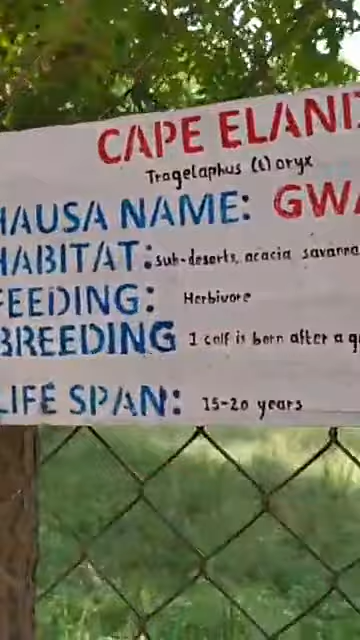 CAPE ELAND
Tragelaphus (t) oryx
HAUSA NAME: GWA
HABITAT: sub-deserts, acacia savanna
FEEDING: Herbivore
BREEDING 1 calf is born after a
LIFE SPAN: 15-20 years